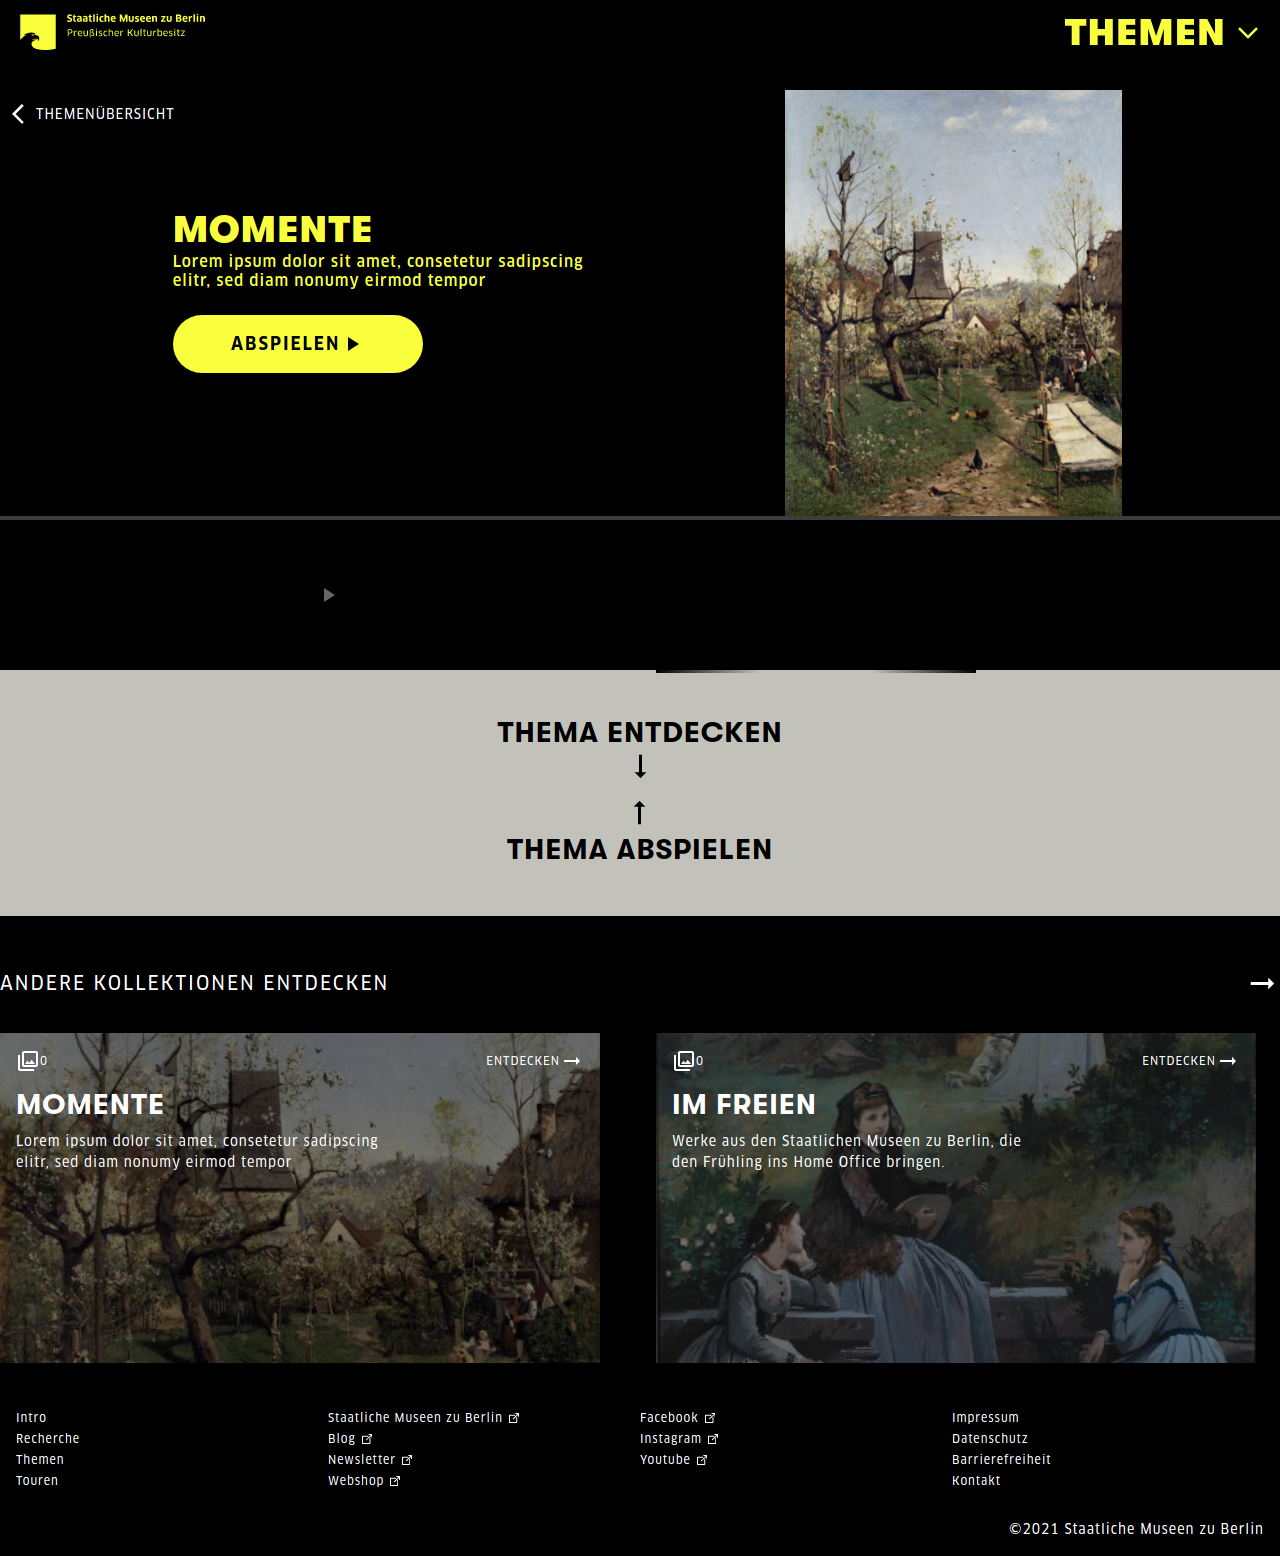 Staatliche Museen zu Berlin
Preußischer Kulturbesitz
THEMEN
THEMENÜBERSICHT
MOMENTE
Lorem ipsum dolor sit amet, consetetur sadipscing
elitr, sed diam nonumy eirmod tempor
ABSPIELEN
THEMA ENTDECKEN
THEMA ABSPIELEN
ANDERE KOLLEKTIONEN ENTDECKEN
0
ENTDECKEN
MOMENTE
Lorem ipsum dolor sit amet, consetetur sadipscing
elitr, sed diam nonumy eirmod tempor
0
ENTDECKEN
IM FREIEN
Werke aus den Staatlichen Museen zu Berlin, die
den Frühling ins Home Office bringen.
Intro
Recherche
Themen
Touren
Staatliche Museen zu Berlin
Blog
Newsletter
Webshop
Facebook
Instagram
Youtube
Impressum
Datenschutz
Barrierefreiheit
Kontakt
©2021 Staatliche Museen zu Berlin